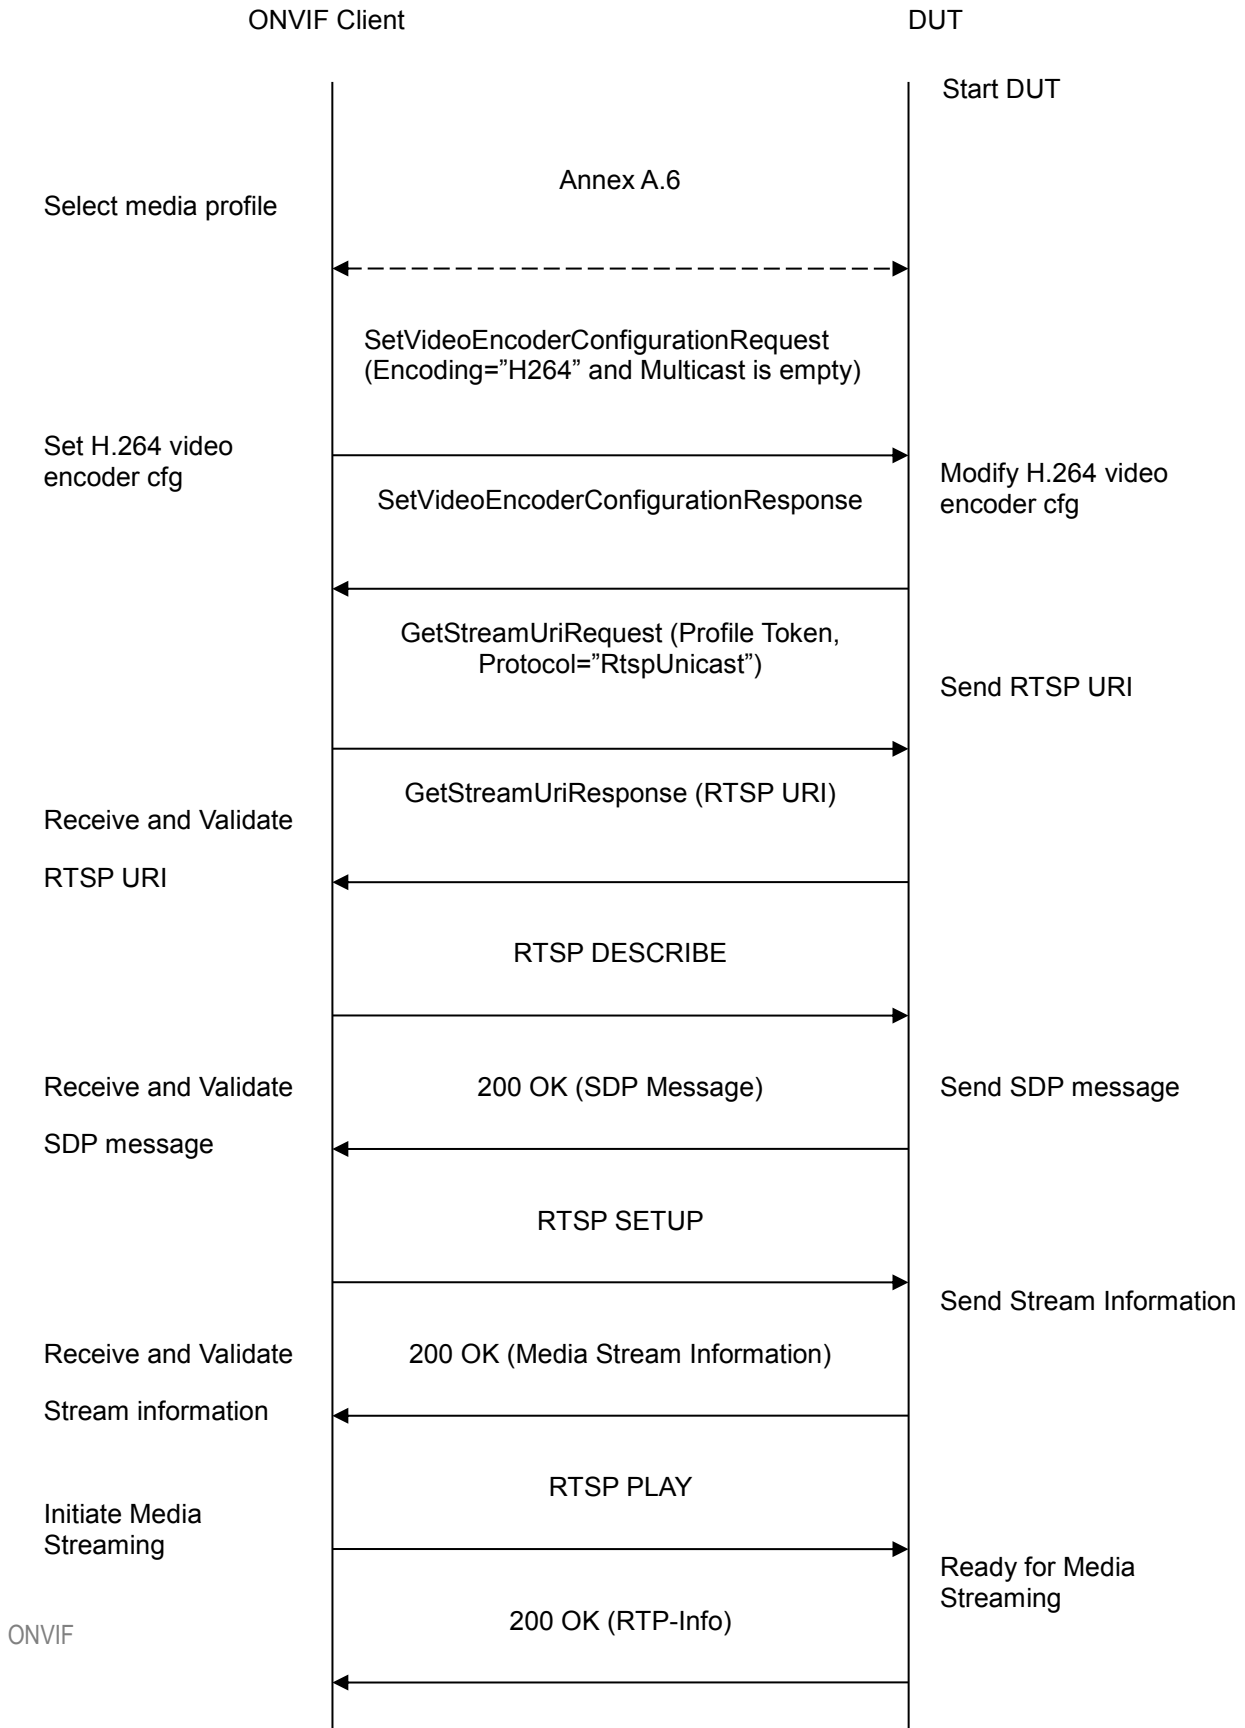 ONVIF Client
DUT
Start DUT
Annex A.6
Select media profile
SetVideoEncoderConfigurationRequest
(Encoding=”H264” and Multicast is empty)
Set H.264 video
encoder cfg
Modify H.264 video
encoder cfg
SetVideoEncoderConfigurationResponse
GetStreamUriRequest (Profile Token,
Protocol=”RtspUnicast”)
Send RTSP URI
GetStreamUriResponse (RTSP URI)
Receive and Validate
RTSP URI
RTSP DESCRIBE
Receive and Validate
200 OK (SDP Message)
Send SDP message
SDP message
RTSP SETUP
Send Stream Information
Receive and Validate
200 OK (Media Stream Information)
Stream information
RTSP PLAY
Initiate Media
Streaming
Ready for Media
Streaming
200 OK (RTP-Info)
ONVIF